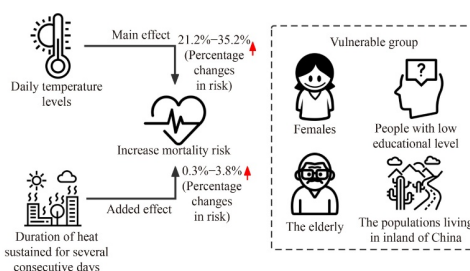 Main effect
21.2%−35.2%
(Percentage
changes
in risk)
Daily temperature
levels
Increase mortality risk
0.3%−3.8%
(Percentage
changes
in risk)
Added effect
Duration of heat
sustained for several
consecutive days
Vulnerable group
Females
People with low
educational level
?
The elderly
The populations living
in inland of China